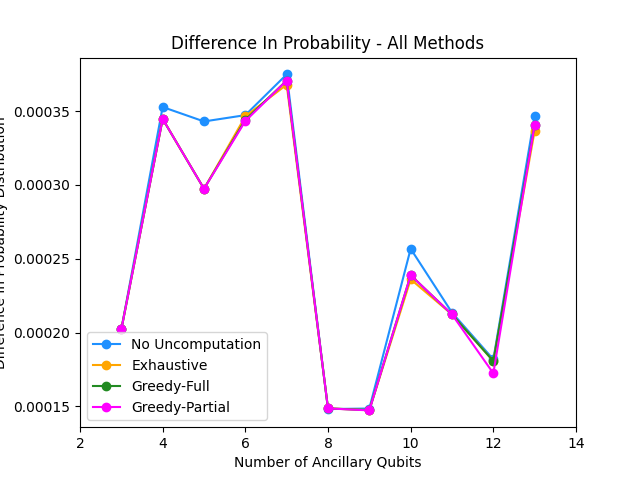 Difference In Probability - All Methods
Difference In Probability Distribution
0.00035
0.00030
0.00025
0.00020
0.00015
No Uncomputation
Exhaustive
Greedy-Full
Greedy-Partial
2
4
6
8
10
12
14
Number of Ancillary Qubits